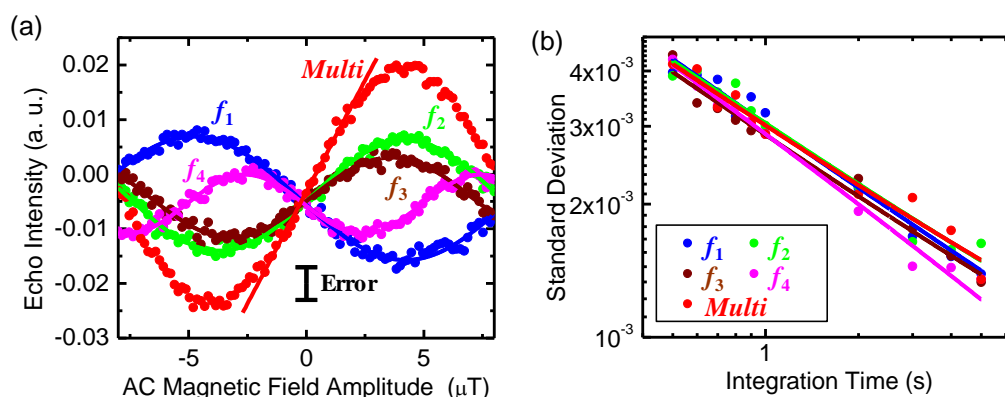 (a)
Echo Intensity (a. u.)
0.02
0.01
0.00
-0.01
-0.02
-0.03
Multi
f1
f2
f3
f4
Error
-5
0
5
AC Magnetic Field Amplitude (μT)
(b)
Standard Deviation
4x10-3
3x10-3
2x10-3
10-3
f1 f2
f3 f4
Multi
1
Integration Time (s)